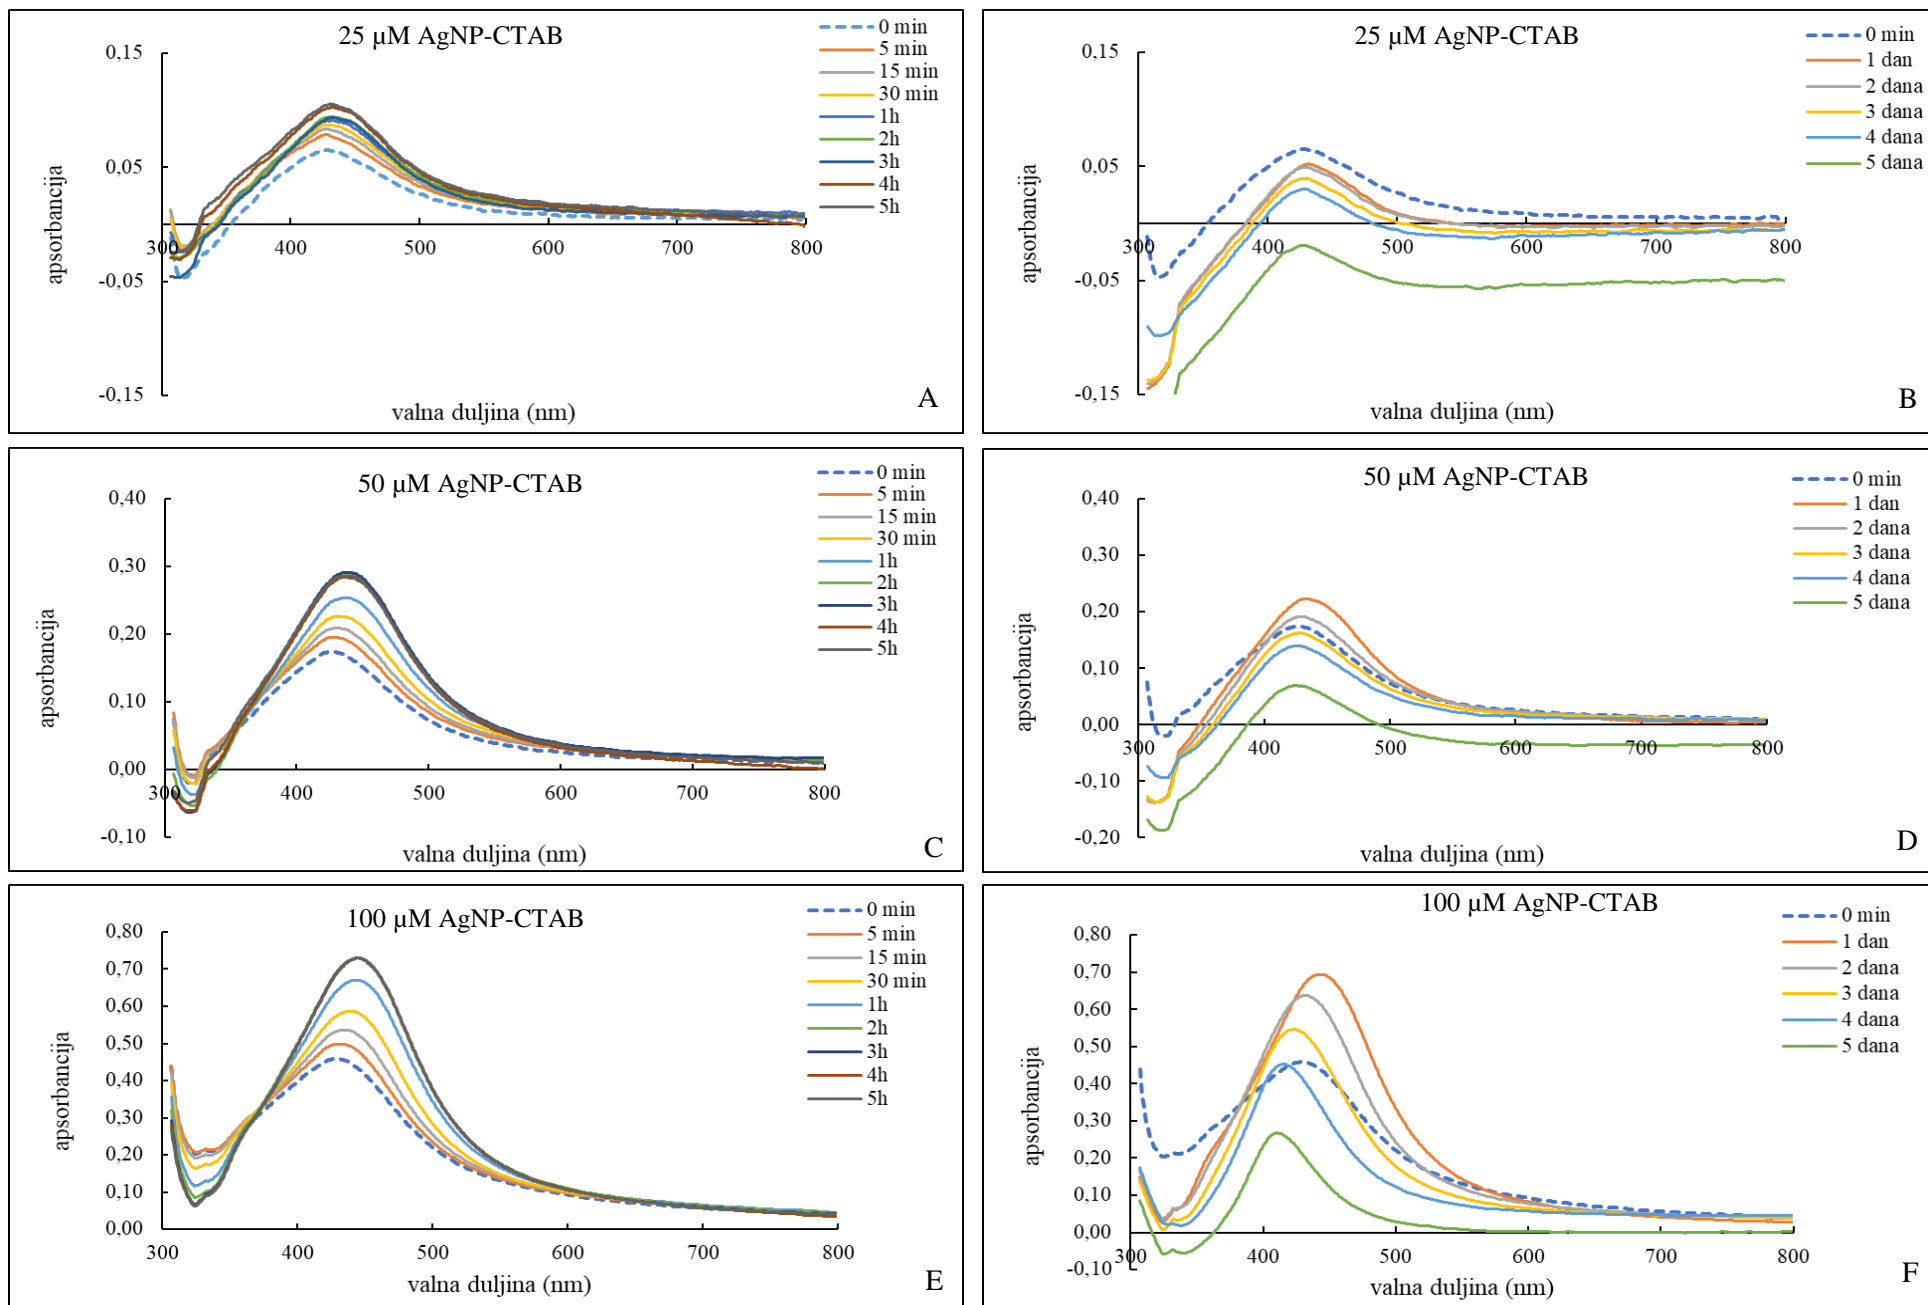 25 µM AgNP-CTAB
0 min
5 min
15 min
30 min
1h
2h
3h
4h
5h
0,15
0,05
-0,05
-0,15
300 400 500 600 700 800
apsorbancija
valna duljina (nm)
A
25 µM AgNP-CTAB
0 min
1 dan
2 dana
3 dana
4 dana
5 dana
0,15
0,05
-0,05
-0,15
300 400 500 600 700 800
apsorbancija
valna duljina (nm)
B
50 µM AgNP-CTAB
0 min
5 min
15 min
30 min
1h
2h
3h
4h
5h
0,40
0,30
0,20
0,10
0,00
-0,10
300 400 500 600 700 800
apsorbancija
valna duljina (nm)
C
50 µM AgNP-CTAB
0 min
1 dan
2 dana
3 dana
4 dana
5 dana
0,40
0,30
0,20
0,10
0,00
-0,10
-0,20
300 400 500 600 700 800
apsorbancija
valna duljina (nm)
D
100 µM AgNP-CTAB
0 min
5 min
15 min
30 min
1h
2h
3h
4h
5h
0,80
0,70
0,60
0,50
0,40
0,30
0,20
0,10
0,00
300 400 500 600 700 800
apsorbancija
valna duljina (nm)
E
100 µM AgNP-CTAB
0 min
1 dan
2 dana
3 dana
4 dana
5 dana
0,80
0,70
0,60
0,50
0,40
0,30
0,20
0,10
0,00
-0,10
300 400 500 600 700 800
apsorbancija
valna duljina (nm)
F